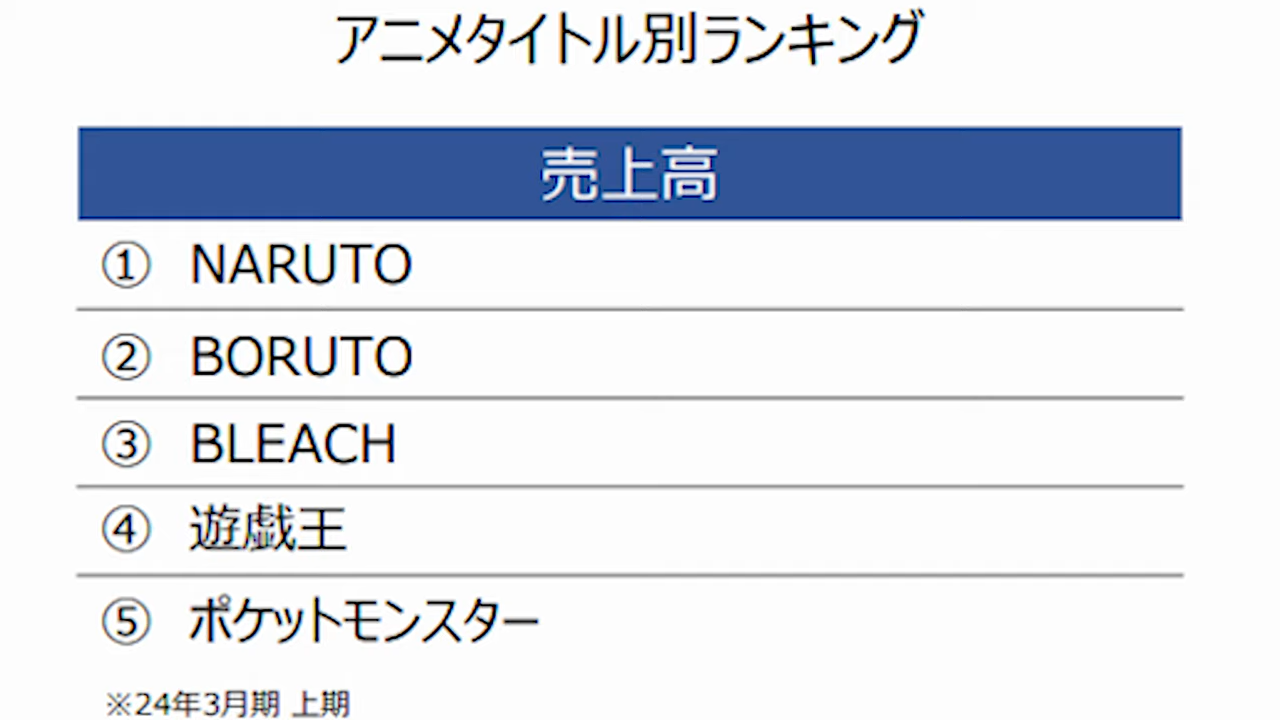 アニメタイトル別ランキング
売上高
① NARUTO
② BORUTO
③ BLEACH
④ 遊戯王
⑤ ポケットモンスター
※24年3月期 上期